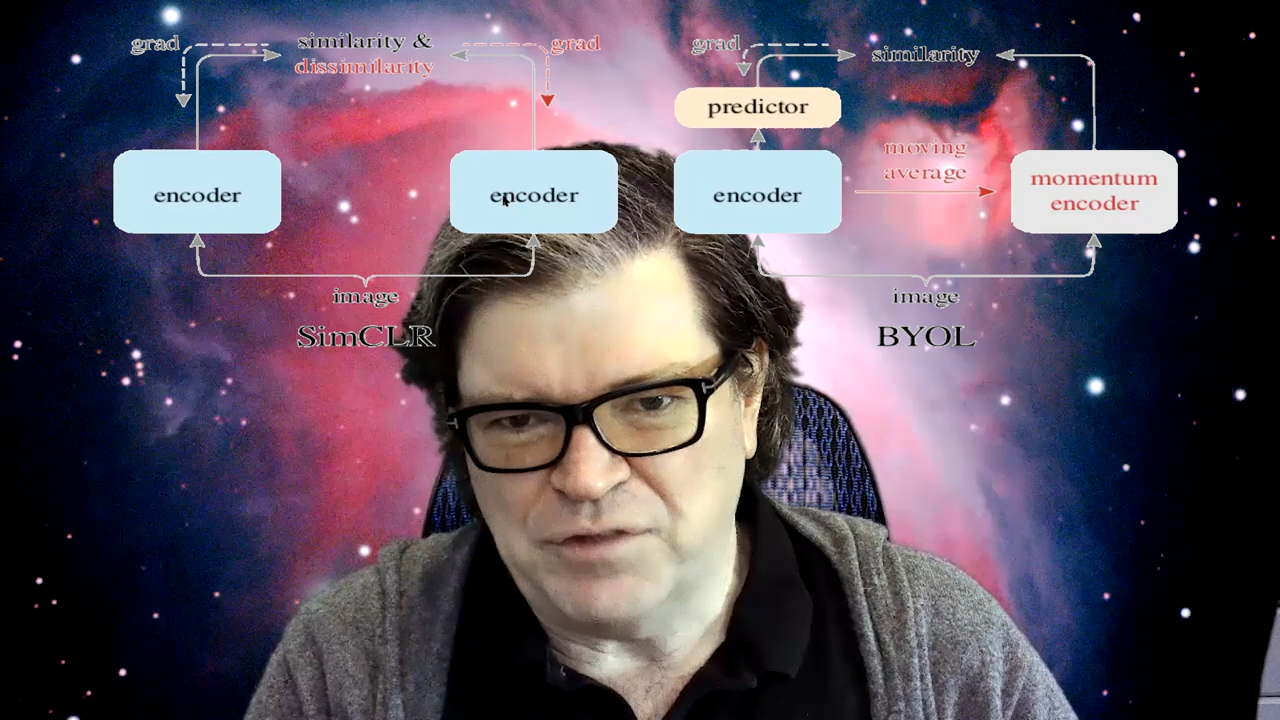 grad
similarity &
dissimilarity
grad
encoder
encoder
image
SimCLR
grad
similarity
predictor
moving
average
encoder
momentum
encoder
image
BYOL